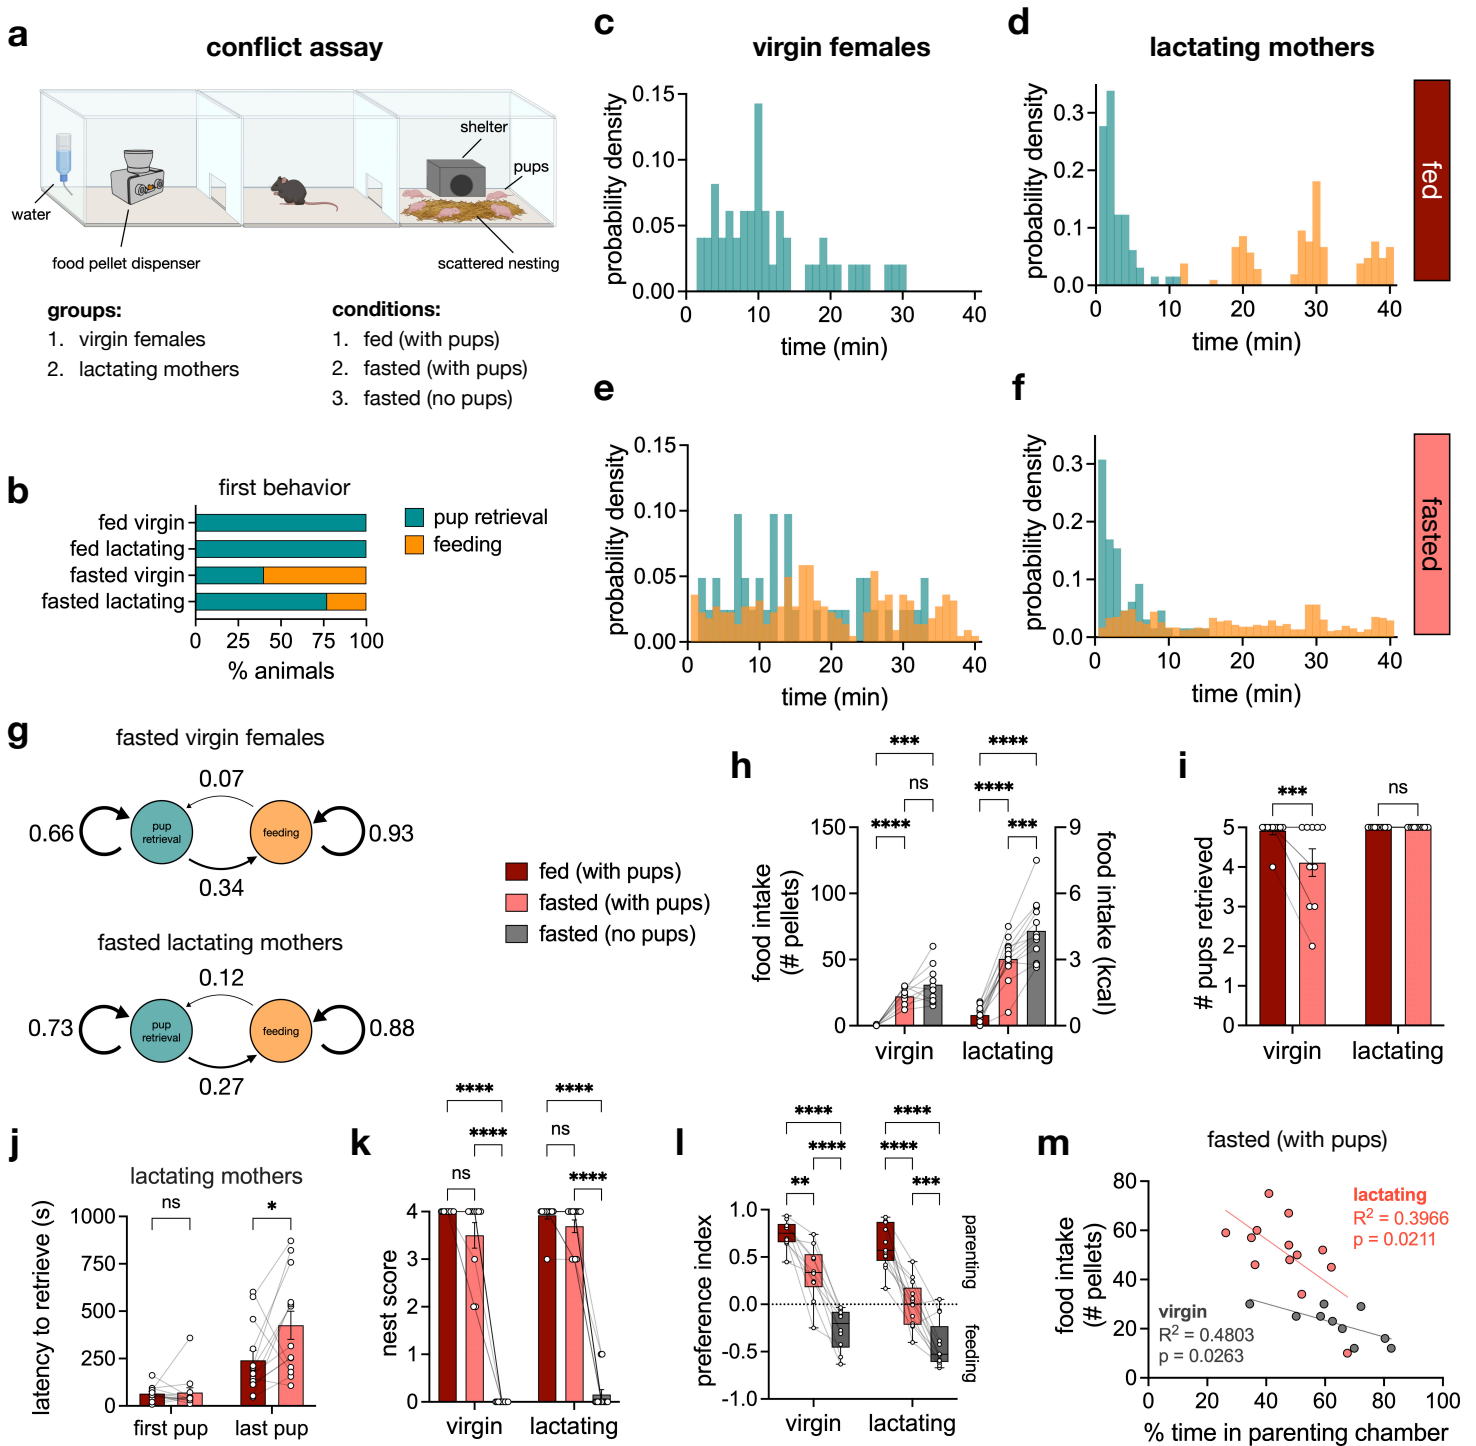 a
conflict assay
water
food pellet dispenser
shelter
pups
scattered nesting
groups:
1. virgin females
2. lactating mothers
conditions:
1. fed (with pups)
2. fasted (with pups)
3. fasted (no pups)
b
first behavior
fed virgin
fed lactating
fasted virgin
fasted lactating
0 25 50 75 100
% animals
pup retrieval
feeding
c
virgin females
probability density
0.15
0.10
0.05
0.00
0 10 20 30 40
time (min)
d
lactating mothers
probability density
0.3
0.2
0.1
0.0
0 10 20 30 40
time (min)
fed
e
probability density
0.15
0.10
0.05
0.00
0 10 20 30 40
time (min)
f
probability density
0.3
0.2
0.1
0.0
0 10 20 30 40
time (min)
fasted
g
fasted virgin females
0.07
0.66
pup
retrieval
feeding
0.93
0.34
fasted lactating mothers
0.12
0.73
pup
retrieval
feeding
0.88
0.27
fed (with pups)
fasted (with pups)
fasted (no pups)
h
*** ****
ns ****
**** ***
food intake
(# pellets)
150
100
50
0
9
6
3
0
food intake (kcal)
virgin lactating
i
*** ns
# pups retrieved
5
4
3
2
1
0
virgin lactating
j
lactating mothers
ns *
latency to retrieve (s)
1000
750
500
250
0
first pup last pup
k
**** ****
**** ns
ns ****
nest score
4
3
2
1
0
virgin lactating
l
**** ****
**** ****
** ***
preference index
1.0
0.5
0.0
-0.5
-1.0
parenting
feeding
virgin lactating
m
fasted (with pups)
food intake
(# pellets)
80
60
40
20
0
lactating
R2 = 0.3966
p = 0.0211
virgin
R2 = 0.4803
p = 0.0263
0 20 40 60 80 100
% time in parenting chamber